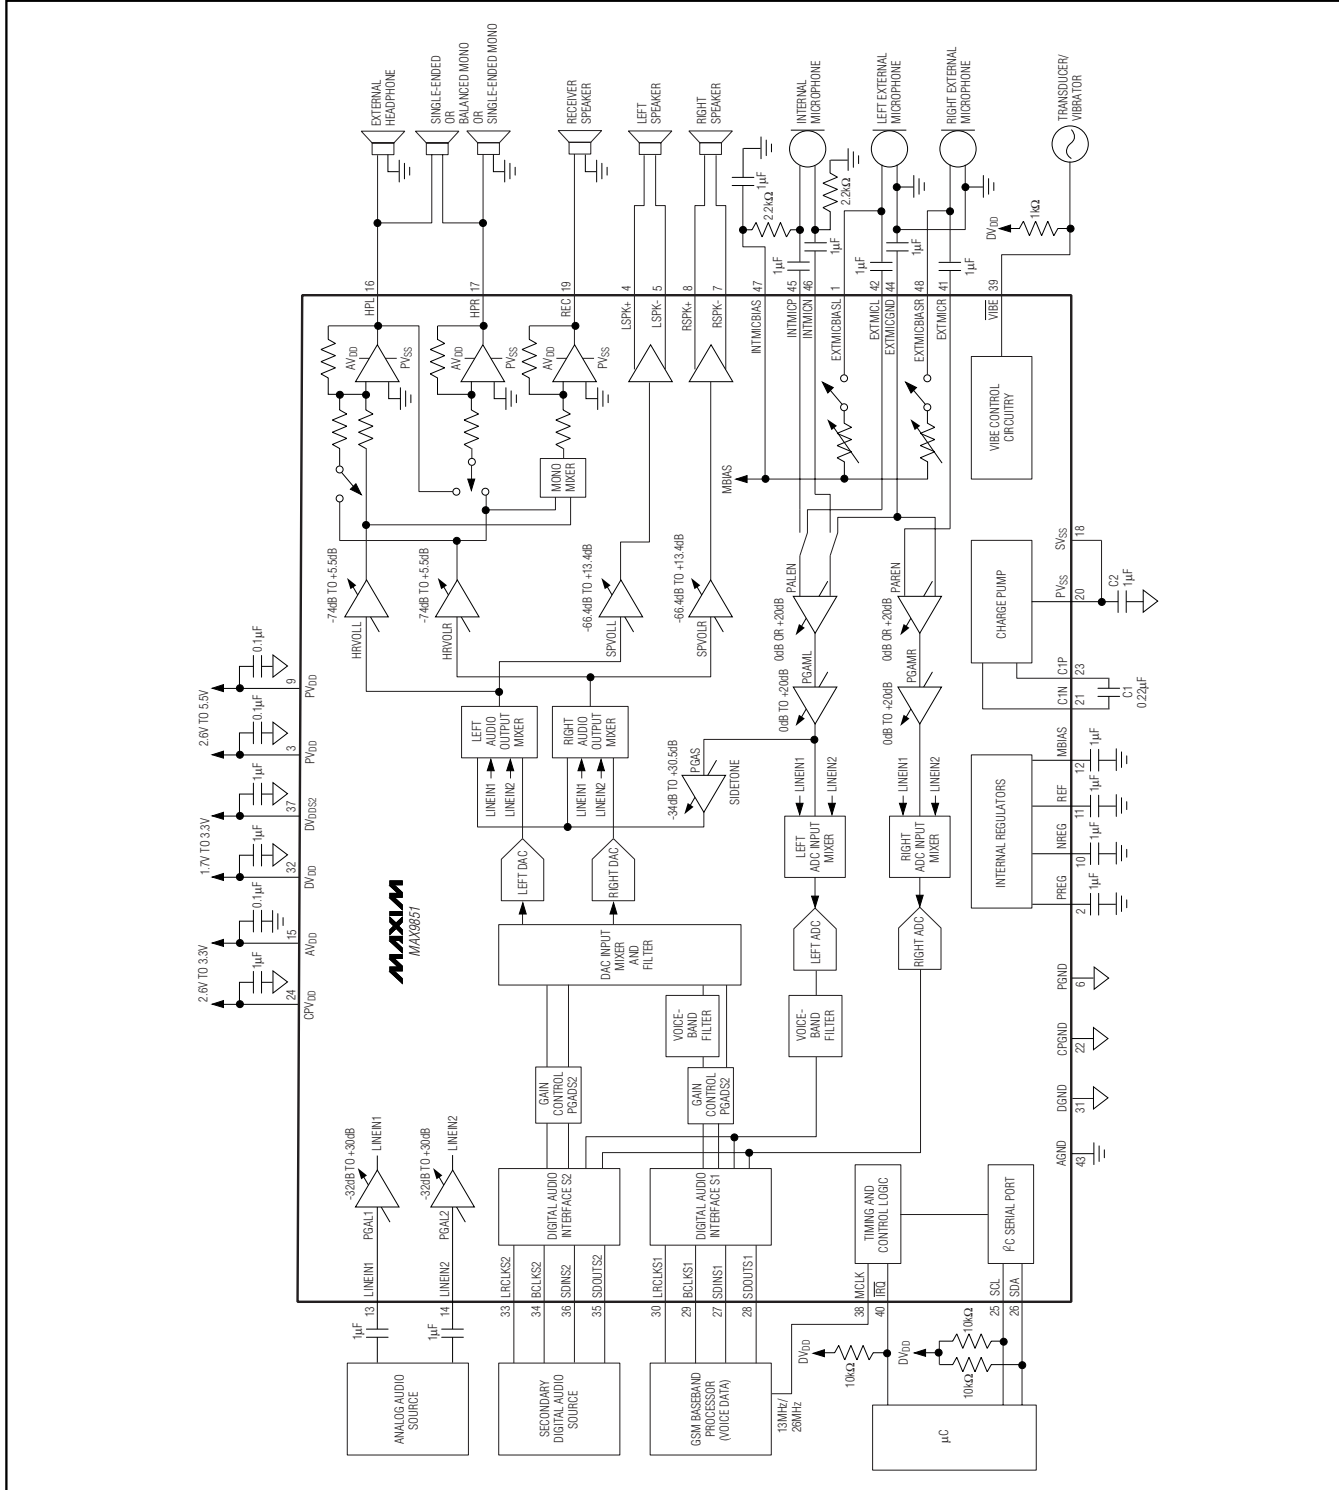 2.6V TO 3.3V
1.7V TO 3.3V
2.6V TO 5.5V
1µF
0.1µF
1µF
1µF
0.1µF
0.1µF
24
15
32
37
3
9
CPVDD
AVDD
DVDD
DVDDS2
PVDD
PVDD
MAXIM
MAX9851
ANALOG AUDIO
SOURCE
1µF
1µF
13
LINEIN1
14
LINEIN2
PGAL1
-32dB TO +30dB
LINEIN1
PGAL2
-32dB TO +30dB
LINEIN2
SECONDARY
DIGITAL AUDIO
SOURCE
33
LRCLKS2
34
BCLKS2
36
SDINS2
35
SDOUTS2
DIGITAL AUDIO
INTERFACE S2
GAIN
CONTROL
PGADS2
GSM BASEBAND
PROCESSOR
(VOICE DATA)
30
LRCLKS1
29
BCLKS1
27
SDINS1
28
SDOUTS1
DIGITAL AUDIO
INTERFACE S1
GAIN
CONTROL
PGADS2
VOICE-
BAND
FILTER
DAC INPUT
MIXER
AND
FILTER
LEFT DAC
RIGHT DAC
LINEIN1
LINEIN2
LEFT
AUDIO
OUTPUT
MIXER
LINEIN1
LINEIN2
RIGHT
AUDIO
OUTPUT
MIXER
-34dB TO +30.5dB
PGAS
SIDETONE
HRVOLL
-74dB TO +5.5dB
HRVOLR
-74dB TO +5.5dB
SPVOLL
-66.4dB TO +13.4dB
SPVOLR
-66.4dB TO +13.4dB
MONO
MIXER
AVDD
PVSS
AVDD
PVSS
AVDD
PVSS
HPL
16
HPR
17
REC
19
LSPK+
4
LSPK-
5
RSPK+
8
RSPK-
7
EXTERNAL
HEADPHONE
SINGLE-ENDED
OR
BALANCED MONO
OR
SINGLE-ENDED MONO
RECEIVER
SPEAKER
LEFT
SPEAKER
RIGHT
SPEAKER
INTERNAL
MICROPHONE
LEFT EXTERNAL
MICROPHONE
RIGHT EXTERNAL
MICROPHONE
TRANSDUCER/
VIBRATOR
1µF
2.2kΩ
2.2kΩ
1µF
1µF
1µF
1µF
1µF
DVDD
1kΩ
INTMICBIAS
47
INTMICP
45
INTMICN
46
EXTMICBIASL
1
EXTMICL
42
EXTMICGND
44
EXTMICBIASR
48
EXTMICR
41
VIBE
39
MBIAS
PALEN
0dB OR +20dB
PGAML
0dB TO +20dB
PAREN
0dB OR +20dB
PGAMR
0dB TO +20dB
LINEIN1
LINEIN2
LEFT
ADC INPUT
MIXER
LINEIN1
LINEIN2
RIGHT
ADC INPUT
MIXER
LEFT ADC
RIGHT ADC
VOICE-
BAND
FILTER
VIBE CONTROL
CIRCUITRY
CHARGE PUMP
INTERNAL REGULATORS
13MHz/
26MHz
DVDD
10kΩ
38
MCLK
40
IRQ
TIMING AND
CONTROL LOGIC
µC
DVDD
10kΩ
10kΩ
25
SCL
26
SDA
I2C SERIAL PORT
AGND
43
DGND
31
CPGND
22
PGND
6
PREG
2
1µF
NREG
10
1µF
REF
11
1µF
MBIAS
12
1µF
C1N
21
C1P
23
C1
0.22µF
PVSS
20
SVSS
18
C2
1µF